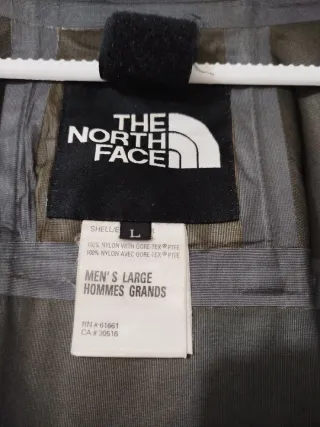 THE
NORTH
FACE
L
SHELL/E
100% NYLON WITH GORE-TEX® PTFE
100% NYLON AVEC GORE-TEX® PTFE
MEN'S LARGE
HOMMES GRANDS
RN # 61661
CA # 30516